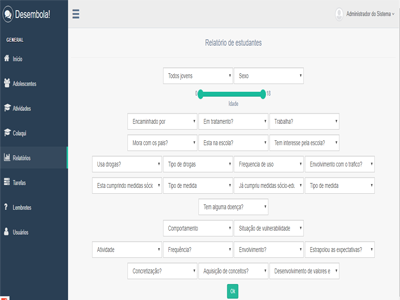 Desembola!
Administrador do Sistema
GENERAL
Início
Adolescentes
Atividades
Culaqui
Relatórios
Tarefas
Lembretes
Usuários
Relatório de estudantes
Todos jovens Sexo
Idade
Encaminhado por Em tratamento? Trabalha?
Mora com os pais? Esta na escola? Tem interesse pela escola?
Usa drogas? Tipo de drogas Frequencia de uso Envolvimento com o trafico?
Esta cumprindo medidas sócio Tipo de medida Já cumpriu medidas sócio-edu Tipo de medida
Tem alguma doença?
Comportamento Situação de vulnerabilidade
Atividade Frequência? Envolvimento? Extrapolou as expectativas?
Concretização? Aquisição de conceitos? Desenvolvimento de valores e
Ok